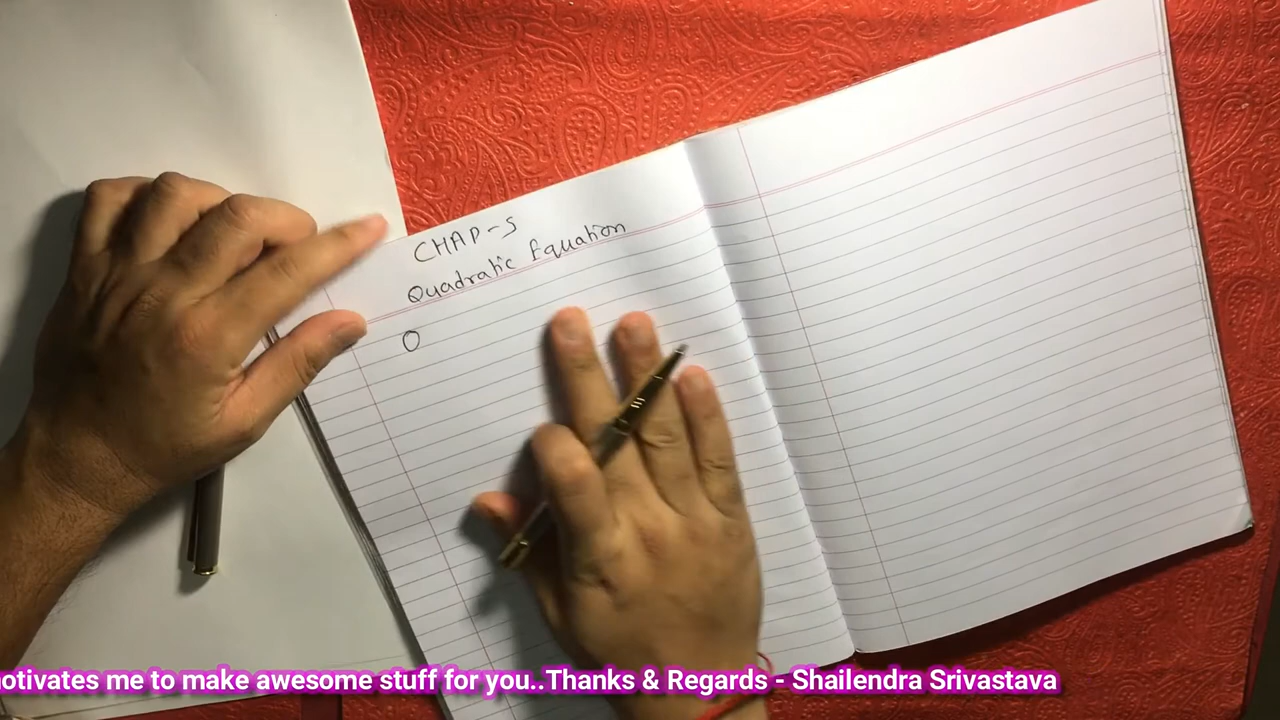 CHAP-5
Quadratic Equation
O
motivates me to make awesome stuff for you..Thanks & Regards - Shailendra Srivastava